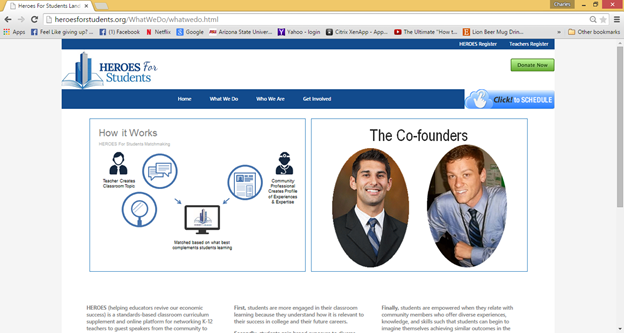 Heroes For Students Land
Charles
heroesforstudents.org/WhatWeDo/whatwedo.html
Apps Feel Like giving up? ... (1) Facebook Netflix Google Arizona State Univer... Yahoo - login Citrix XenApp - App... The Ultimate "How t... Lion Beer Mug Drin... » Other bookmarks
HEROES Register Teachers Register
HEROES For
Students
Donate Now
Home What We Do Who We Are Get Involved
Click! to SCHEDULE
How it Works
HEROES For Students Matchmaking
Teacher Creates
Classroom Topic
Community
Professional
Creates Profile
of Experiences
& Expertise
Matched based on what best
complements students learning
The Co-founders
HEROES (helping educators revive our economic
success) is a standards-based classroom curriculum
supplement and online platform for networking K-12
teachers to guest speakers from the community to
First, students are more engaged in their classroom
learning because they understand how it is relevant to
their success in college and their future careers.
Finally, students are empowered when they relate with
community members who offer diverse experiences,
knowledge, and skills such that students can begin to
imagine themselves achieving similar outcomes in the